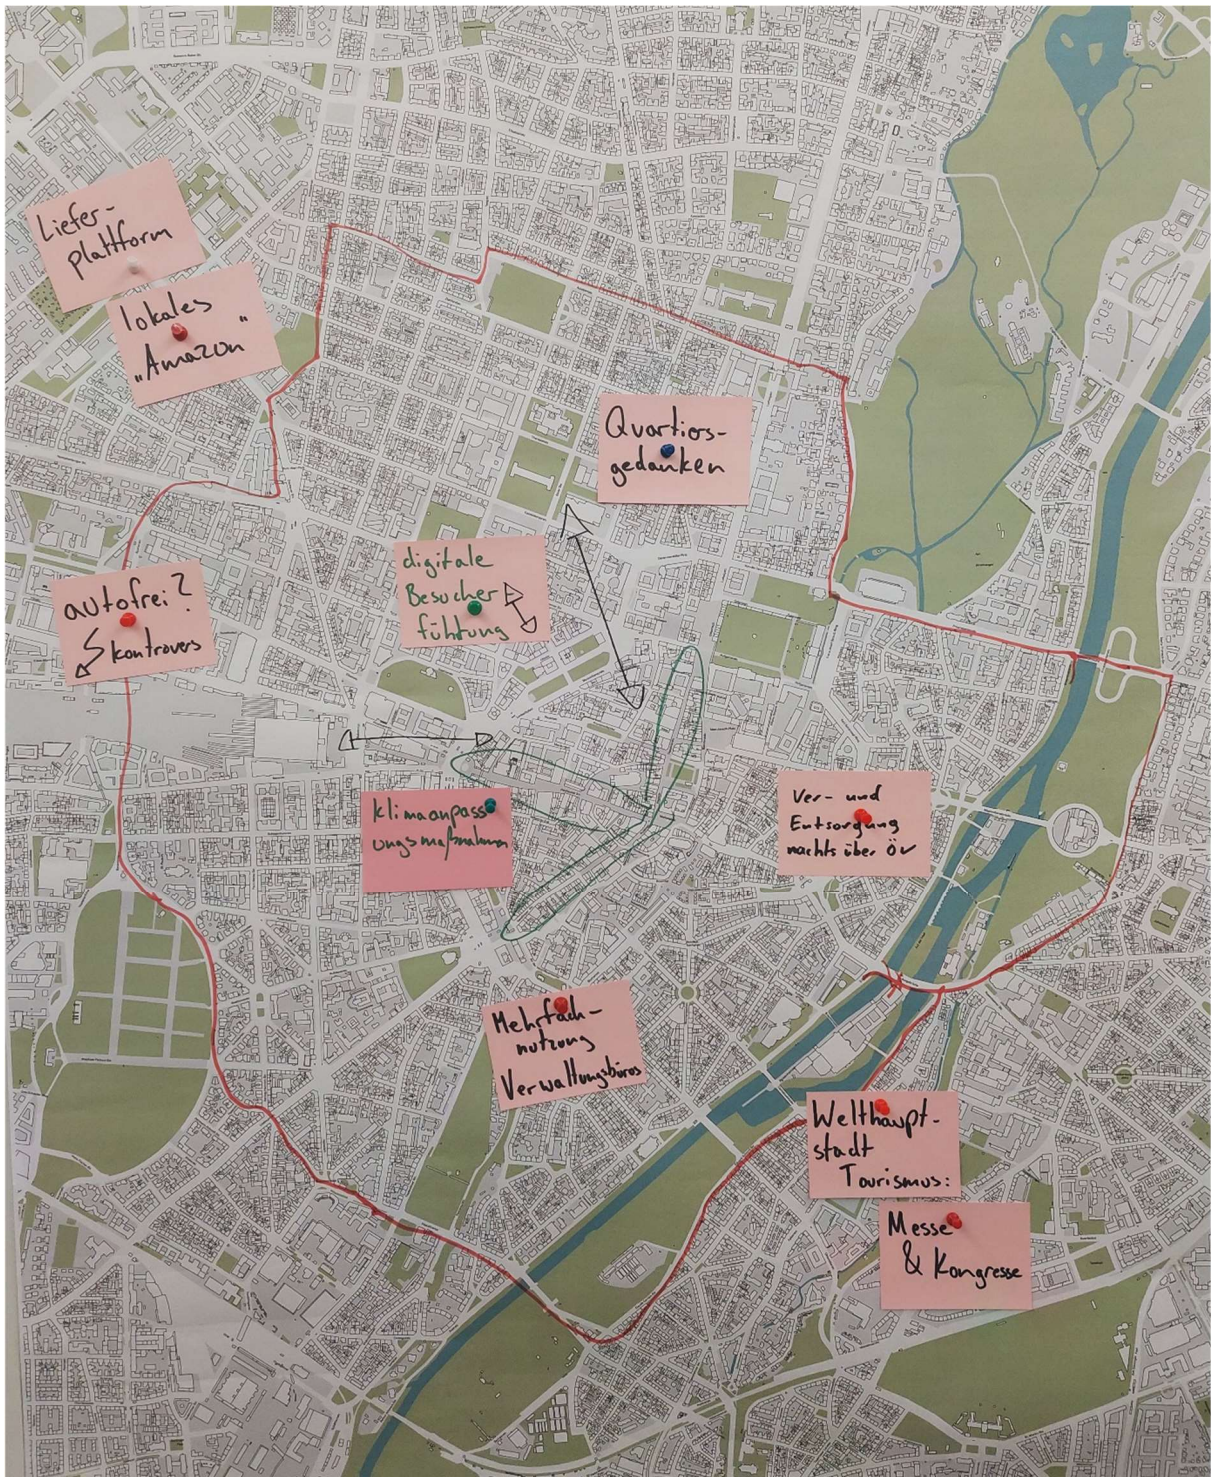 Liefer-
plattform
lokales
„Amazon"
Quartiers-
gedanken
digitale
Besucher
führung
autofrei?
kontrovers
Klimaanpass
ungsmaßnahmen
Ver- und
Entsorgung
nachts über ÖV
Mehrfach-
nutzung
Verwaltungsbüros
Welthaupt-
stadt
Tourismus:
Messe
& Kongresse